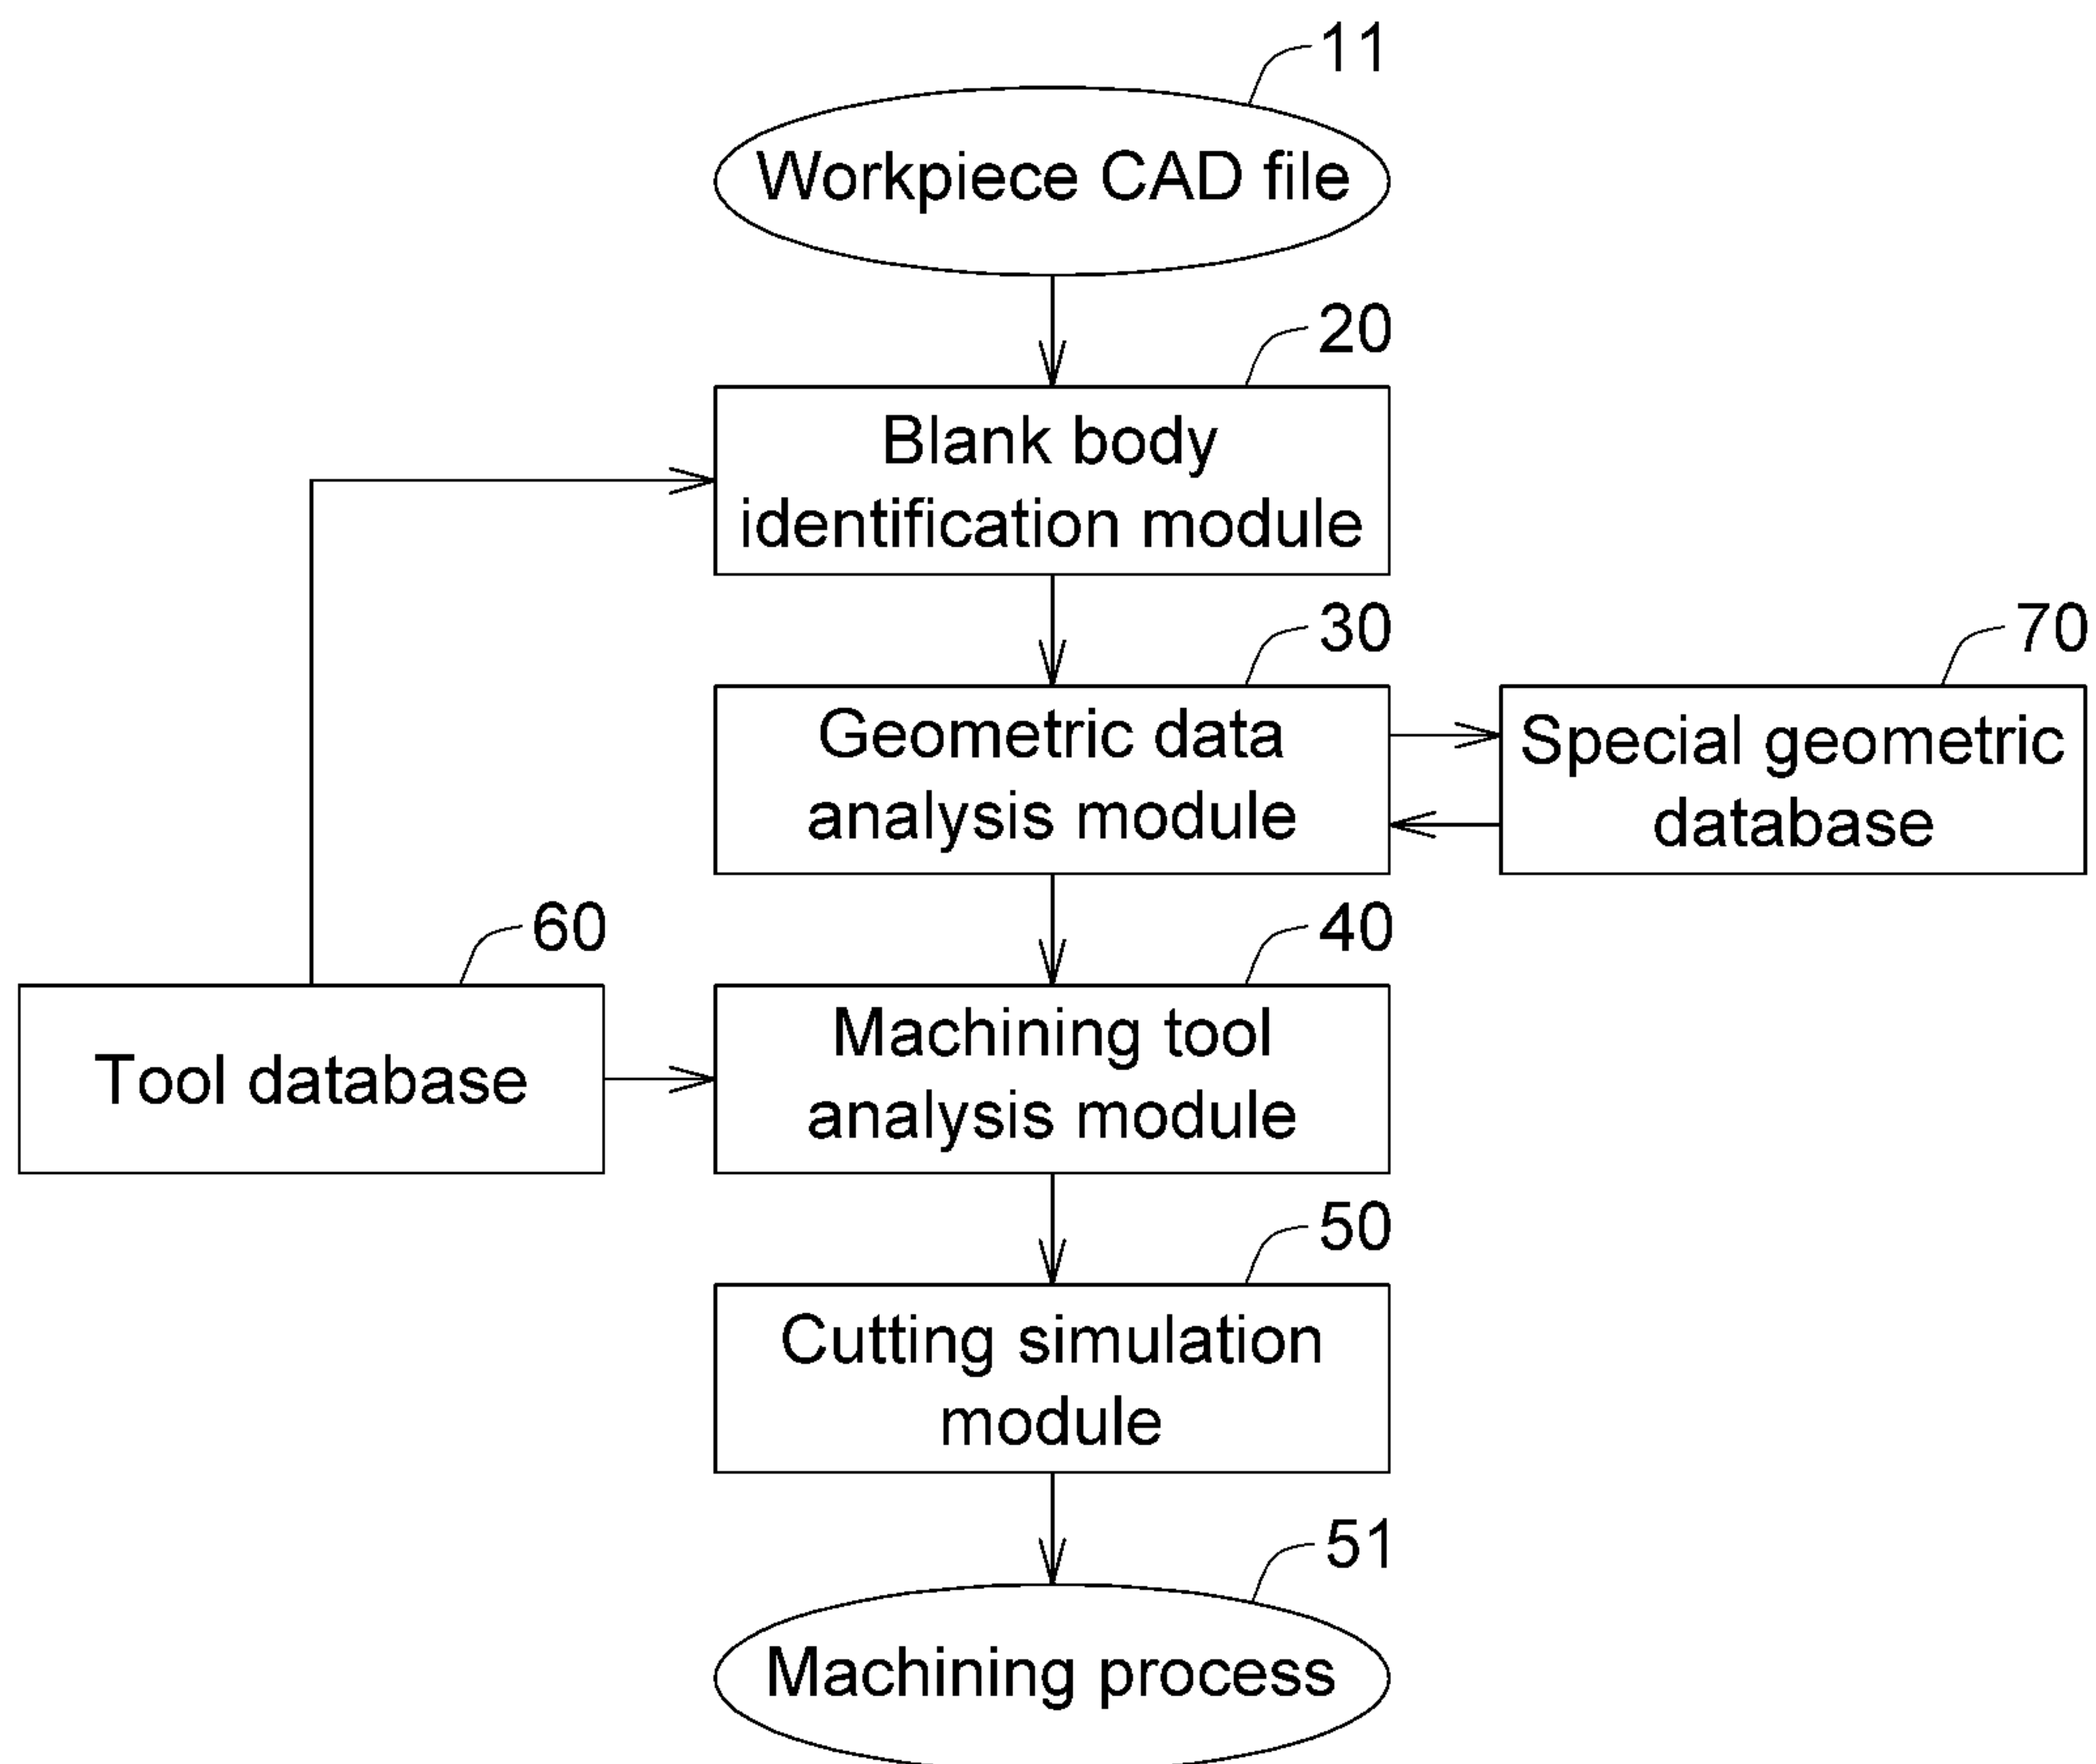 11
Workpiece CAD file
20
Blank body
identification module
30
Geometric data
analysis module
70
Special geometric
database
60
Tool database
40
Machining tool
analysis module
50
Cutting simulation
module
51
Machining process